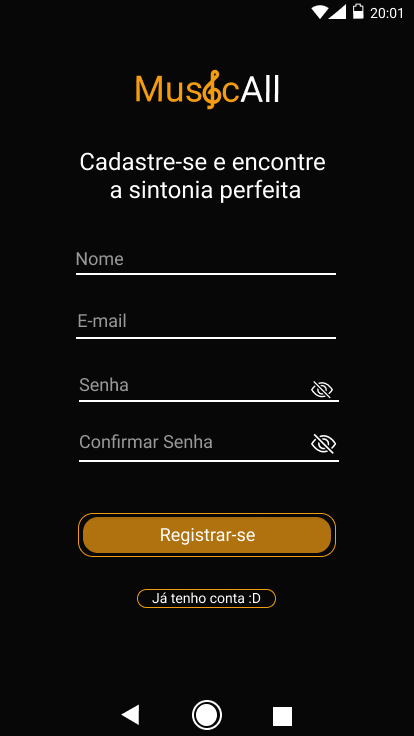 20:01
MusicAll
Cadastre-se e encontre
a sintonia perfeita
Nome
E-mail
Senha
Confirmar Senha
Registrar-se
Já tenho conta :D